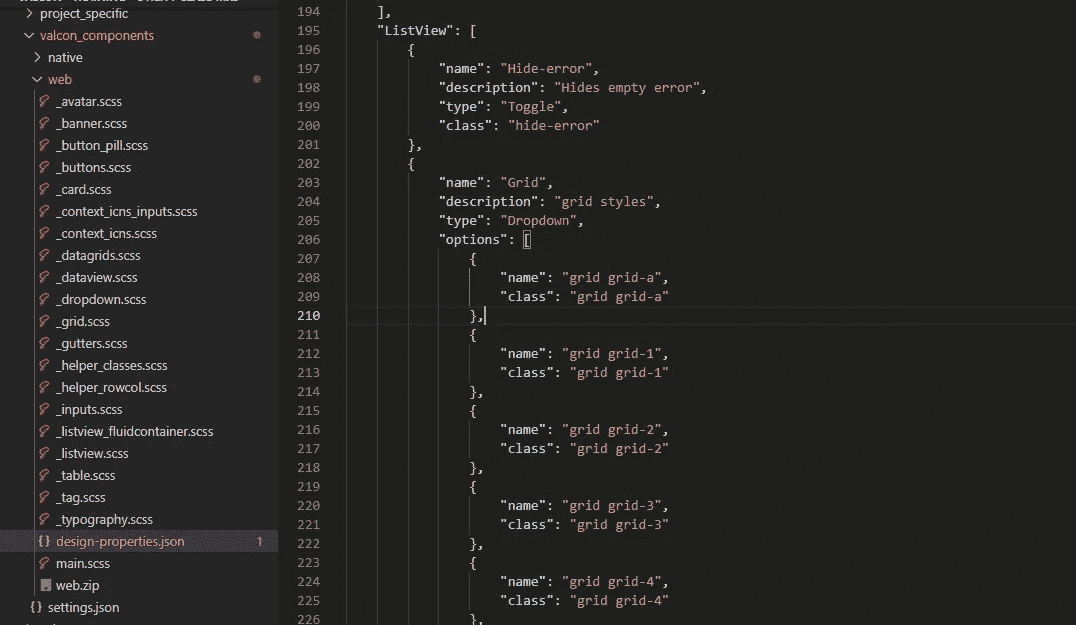 project_specific
valcon_components
native
web
_avatar.scss
_banner.scss
_button_pill.scss
_buttons.scss
_card.scss
_context_icns_inputs.scss
_context_icns.scss
_datagrids.scss
_dataview.scss
_dropdown.scss
_grid.scss
_gutters.scss
_helper_classes.scss
_helper_rowcol.scss
_inputs.scss
_listview_fluidcontainer.scss
_listview.scss
_table.scss
_tag.scss
_typography.scss
{} design-properties.json 1
main.scss
web.zip
{} settings.json
194 ],
195 "ListView": [
196 {
197 "name": "Hide-error",
198 "description": "Hides empty error",
199 "type": "Toggle",
200 "class": "hide-error"
201 },
202 {
203 "name": "Grid",
204 "description": "grid styles",
205 "type": "Dropdown",
206 "options": [
207 {
208 "name": "grid grid-a",
209 "class": "grid grid-a"
210 },
211 {
212 "name": "grid grid-1",
213 "class": "grid grid-1"
214 },
215 {
216 "name": "grid grid-2",
217 "class": "grid grid-2"
218 },
219 {
220 "name": "grid grid-3",
221 "class": "grid grid-3"
222 },
223 {
224 "name": "grid grid-4",
225 "class": "grid grid-4"
226 },